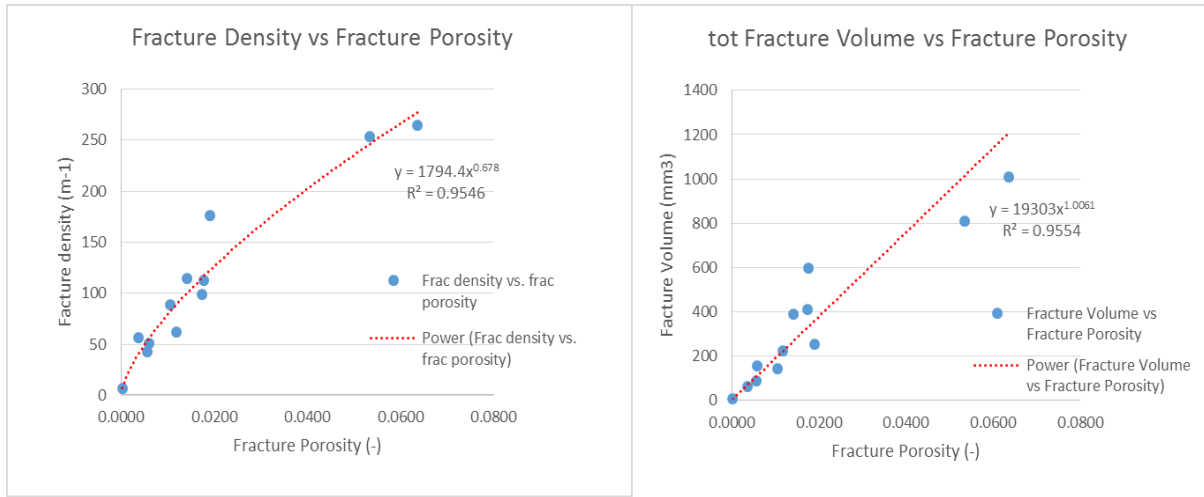 Fracture Density vs Fracture Porosity
300
250
200
150
100
50
0
Facture density (m-1)
y = 1794.4x^0.678
R² = 0.9546
Frac density vs. frac
porosity
Power (Frac density vs.
frac porosity)
0.0000 0.0200 0.0400 0.0600 0.0800
Fracture Porosity (-)
tot Fracture Volume vs Fracture Porosity
1400
1200
1000
800
600
400
200
0
Facture Volume (mm3)
y = 19303x^1.0061
R² = 0.9554
Fracture Volume vs
Fracture Porosity
Power (Fracture Volume
vs Fracture Porosity)
0.0000 0.0200 0.0400 0.0600 0.0800
Fracture Porosity (-)